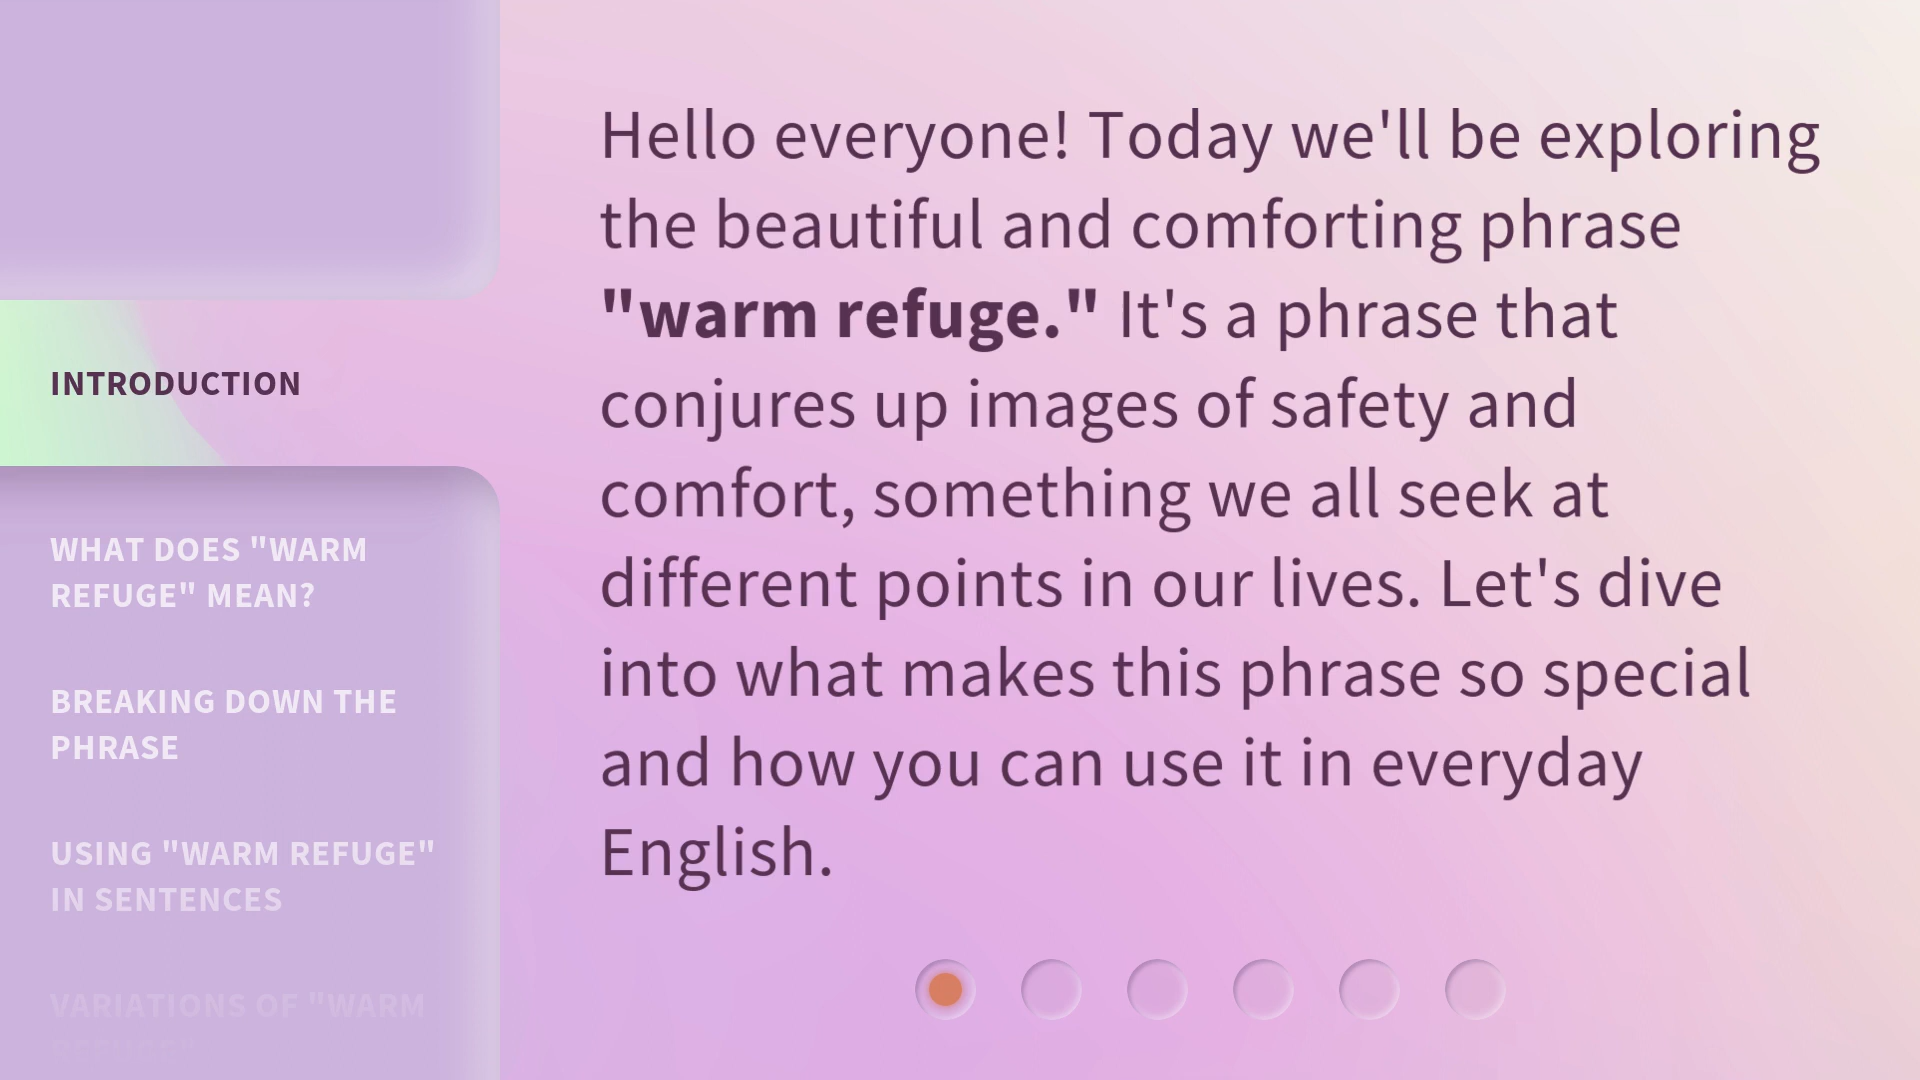 INTRODUCTION
WHAT DOES "WARM
REFUGE" MEAN?
BREAKING DOWN THE
PHRASE
USING "WARM REFUGE"
IN SENTENCES
VARIATIONS OF "WARM
REFUGE"
Hello everyone! Today we'll be exploring
the beautiful and comforting phrase
"warm refuge." It's a phrase that
conjures up images of safety and
comfort, something we all seek at
different points in our lives. Let's dive
into what makes this phrase so special
and how you can use it in everyday
English.